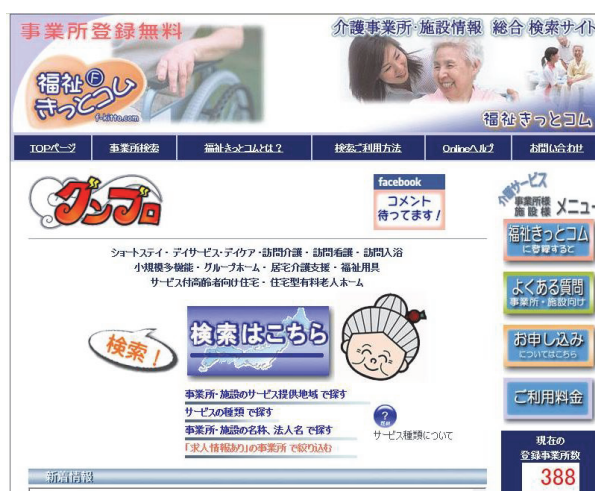 事業所登録無料
介護事業所・施設情報 総合検索サイト
福祉
F
きっとコム
f-kitto.com
福祉きっとコム
TOPページ
事業所検索
福祉きっとコムとは?
検索ご利用方法
Onlineヘルプ
お問い合わせ
グンブロ
facebook
コメント
待ってます!
介護サービス
事業所様
施設様 メニュー
ショートステイ・デイサービス・デイケア・訪問介護・訪問看護・訪問入浴
小規模多機能・グループホーム・居宅介護支援・福祉用具
サービス付高齢者向け住宅・住宅型有料老人ホーム
福祉きっとコム
に登録すると
よくある質問
事業所・施設向け
検索!
検索はこちら
お申し込み
についてはこちら
事業所・施設のサービス提供地域で探す
サービスの種類で探す
事業所・施設の名称、法人名で探す
「求人情報あり」の事業所で絞り込む
?
サービス種類について
ご利用料金
現在の
登録事業所数
388
新着情報